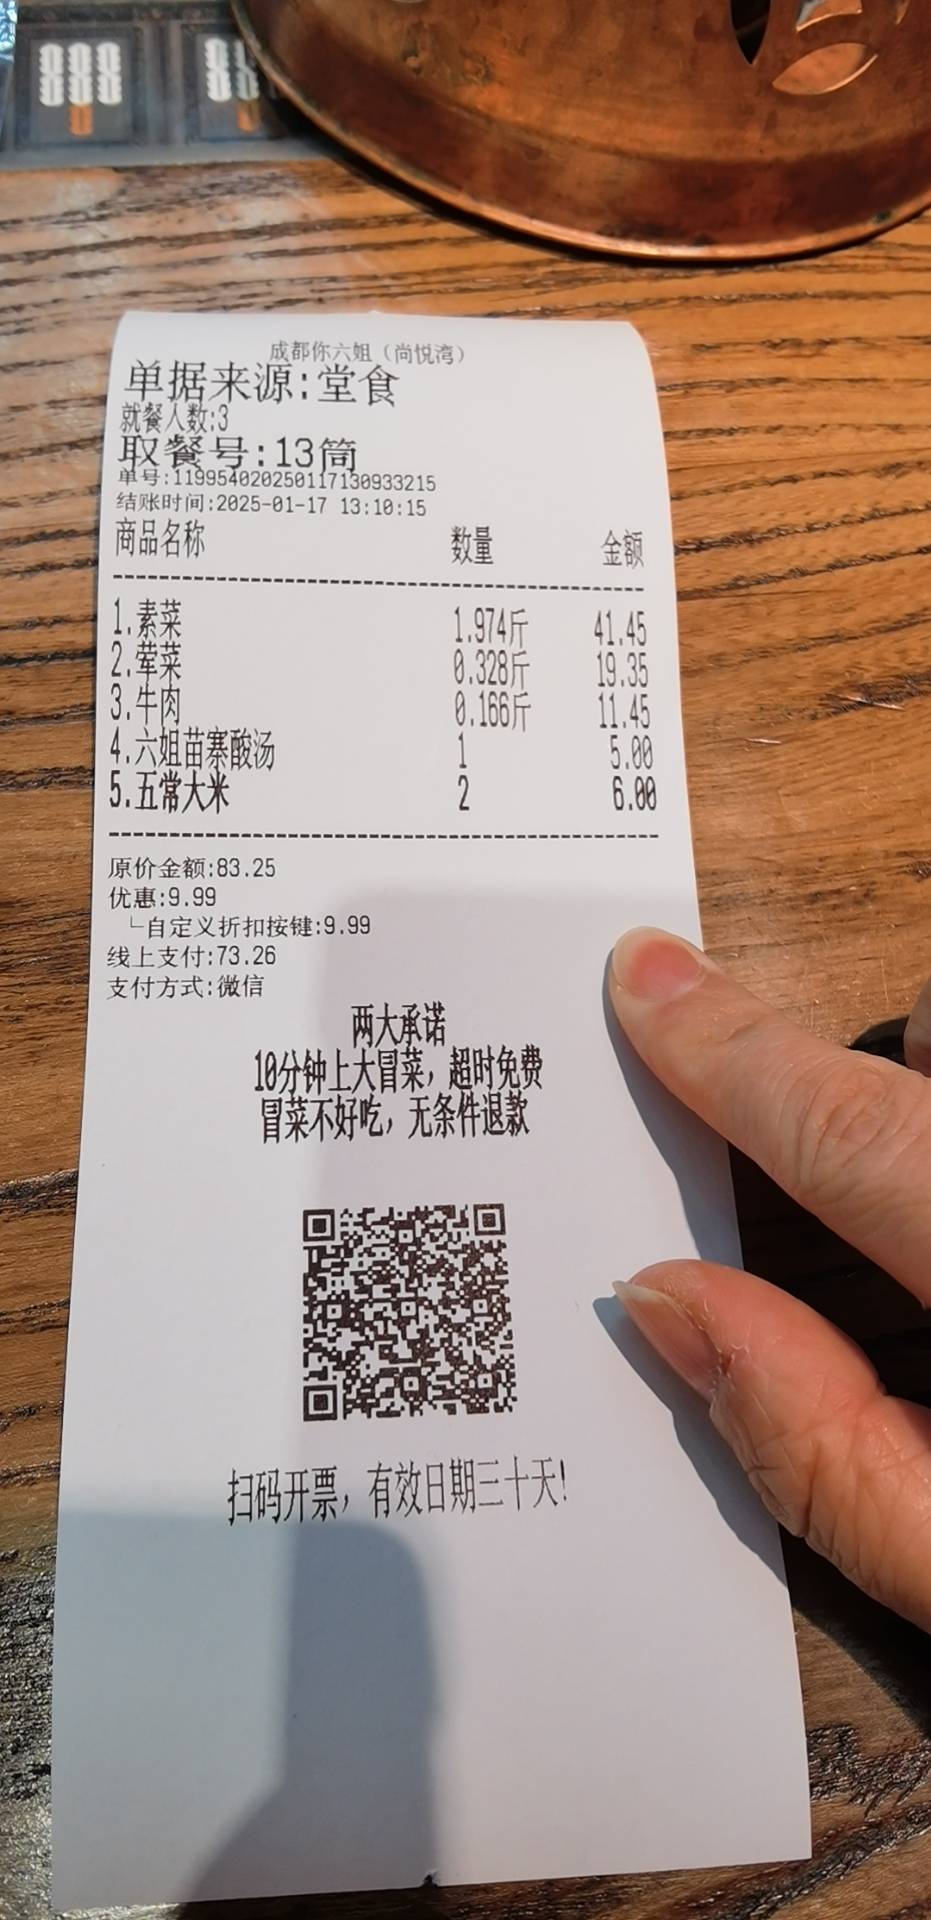 成都你六姐（尚悦湾）
单据来源:堂食
就餐人数:3
取餐号:13筒
单号:119954020250117130933215
结账时间:2025-01-17 13:10:15
商品名称 数量 金额
1.素菜 1.974斤 41.45
2.荤菜 0.328斤 19.35
3.牛肉 0.166斤 11.45
4.六姐苗寨酸汤 1 5.00
5.五常大米 2 6.00
原价金额:83.25
优惠:9.99
└自定义折扣按键:9.99
线上支付:73.26
支付方式:微信
两大承诺
10分钟上大冒菜，超时免费
冒菜不好吃，无条件退款
扫码开票，有效日期三十天!